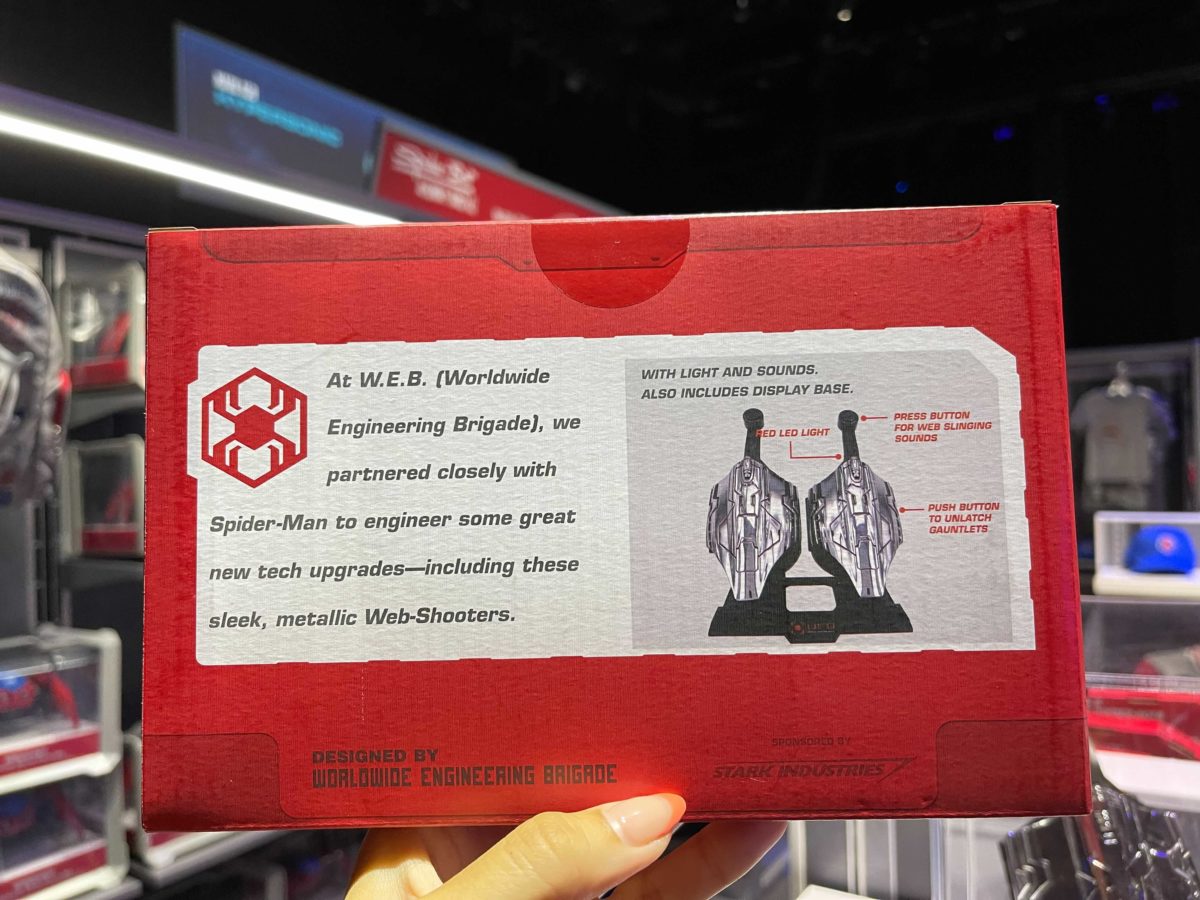 At W.E.B. (Worldwide
Engineering Brigade), we
partnered closely with
Spider-Man to engineer some great
new tech upgrades—including these
sleek, metallic Web-Shooters.
WITH LIGHT AND SOUNDS.
ALSO INCLUDES DISPLAY BASE.
RED LED LIGHT
PRESS BUTTON
FOR WEB SLINGING
SOUNDS
PUSH BUTTON
TO UNLATCH
GAUNTLETS
DESIGNED BY
WORLDWIDE ENGINEERING BRIGADE
SPONSORED BY
STARK INDUSTRIES